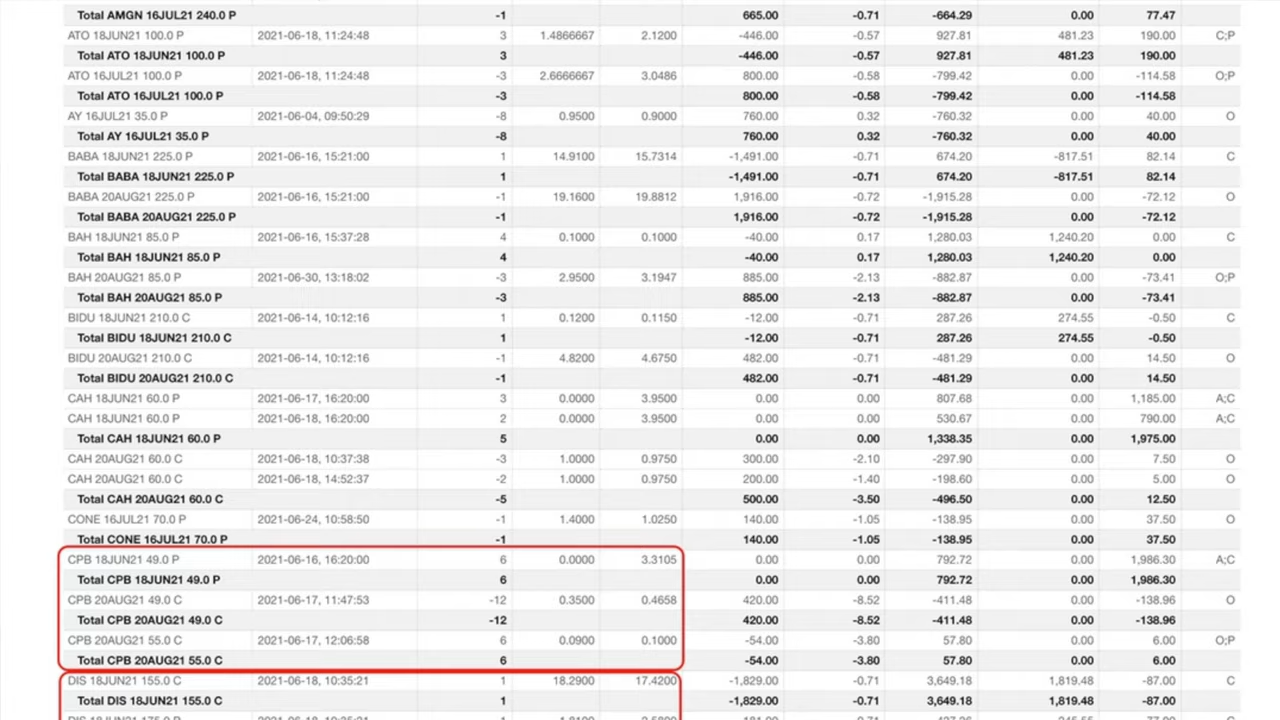 Total AMGN 16JUL21 240.0 P -1 665.00 -0.71 -664.29 0.00 77.47
ATO 18JUN21 100.0 P 2021-06-18, 11:24:48 3 1.4866667 2.1200 -446.00 -0.57 927.81 481.23 190.00 C;P
Total ATO 18JUN21 100.0 P 3 -446.00 -0.57 927.81 481.23 190.00
ATO 16JUL21 100.0 P 2021-06-18, 11:24:48 -3 2.6666667 3.0486 800.00 -0.58 -799.42 0.00 -114.58 O;P
Total ATO 16JUL21 100.0 P -3 800.00 -0.58 -799.42 0.00 -114.58
AY 16JUL21 35.0 P 2021-06-04, 09:50:29 -8 0.9500 0.9000 760.00 0.32 -760.32 0.00 40.00 O
Total AY 16JUL21 35.0 P -8 760.00 0.32 -760.32 0.00 40.00
BABA 18JUN21 225.0 P 2021-06-16, 15:21:00 1 14.9100 15.7314 -1,491.00 -0.71 674.20 -817.51 82.14 C
Total BABA 18JUN21 225.0 P 1 -1,491.00 -0.71 674.20 -817.51 82.14
BABA 20AUG21 225.0 P 2021-06-16, 15:21:00 -1 19.1600 19.8812 1,916.00 -0.72 -1,915.28 0.00 -72.12 O
Total BABA 20AUG21 225.0 P -1 1,916.00 -0.72 -1,915.28 0.00 -72.12
BAH 18JUN21 85.0 P 2021-06-16, 15:37:28 4 0.1000 0.1000 -40.00 0.17 1,280.03 1,240.20 0.00 C
Total BAH 18JUN21 85.0 P 4 -40.00 0.17 1,280.03 1,240.20 0.00
BAH 20AUG21 85.0 P 2021-06-30, 13:18:02 -3 2.9500 3.1947 885.00 -2.13 -882.87 0.00 -73.41 O;P
Total BAH 20AUG21 85.0 P -3 885.00 -2.13 -882.87 0.00 -73.41
BIDU 18JUN21 210.0 C 2021-06-14, 10:12:16 1 0.1200 0.1150 -12.00 -0.71 287.26 274.55 -0.50 C
Total BIDU 18JUN21 210.0 C 1 -12.00 -0.71 287.26 274.55 -0.50
BIDU 20AUG21 210.0 C 2021-06-14, 10:12:16 -1 4.8200 4.6750 482.00 -0.71 -481.29 0.00 14.50 O
Total BIDU 20AUG21 210.0 C -1 482.00 -0.71 -481.29 0.00 14.50
CAH 18JUN21 60.0 P 2021-06-17, 16:20:00 3 0.0000 3.9500 0.00 0.00 807.68 0.00 1,185.00 A;C
CAH 18JUN21 60.0 P 2021-06-18, 16:20:00 2 0.0000 3.9500 0.00 0.00 530.67 0.00 790.00 A;C
Total CAH 18JUN21 60.0 P 5 0.00 0.00 1,338.35 0.00 1,975.00
CAH 20AUG21 60.0 C 2021-06-18, 10:37:38 -3 1.0000 0.9750 300.00 -2.10 -297.90 0.00 7.50 O
CAH 20AUG21 60.0 C 2021-06-18, 14:52:37 -2 1.0000 0.9750 200.00 -1.40 -198.60 0.00 5.00 O
Total CAH 20AUG21 60.0 C -5 500.00 -3.50 -496.50 0.00 12.50
CONE 16JUL21 70.0 P 2021-06-24, 10:58:50 -1 1.4000 1.0250 140.00 -1.05 -138.95 0.00 37.50 O
Total CONE 16JUL21 70.0 P -1 140.00 -1.05 -138.95 0.00 37.50
CPB 18JUN21 49.0 P 2021-06-16, 16:20:00 6 0.0000 3.3105 0.00 0.00 792.72 0.00 1,986.30 A;C
Total CPB 18JUN21 49.0 P 6 0.00 0.00 792.72 0.00 1,986.30
CPB 20AUG21 49.0 C 2021-06-17, 11:47:53 -12 0.3500 0.4658 420.00 -8.52 -411.48 0.00 -138.96 O
Total CPB 20AUG21 49.0 C -12 420.00 -8.52 -411.48 0.00 -138.96
CPB 20AUG21 55.0 C 2021-06-17, 12:06:58 6 0.0900 0.1000 -54.00 -3.80 57.80 0.00 6.00 O;P
Total CPB 20AUG21 55.0 C 6 -54.00 -3.80 57.80 0.00 6.00
DIS 18JUN21 155.0 C 2021-06-18, 10:35:21 1 18.2900 17.4200 -1,829.00 -0.71 3,649.18 1,819.48 -87.00 C
Total DIS 18JUN21 155.0 C 1 -1,829.00 -0.71 3,649.18 1,819.48 -87.00